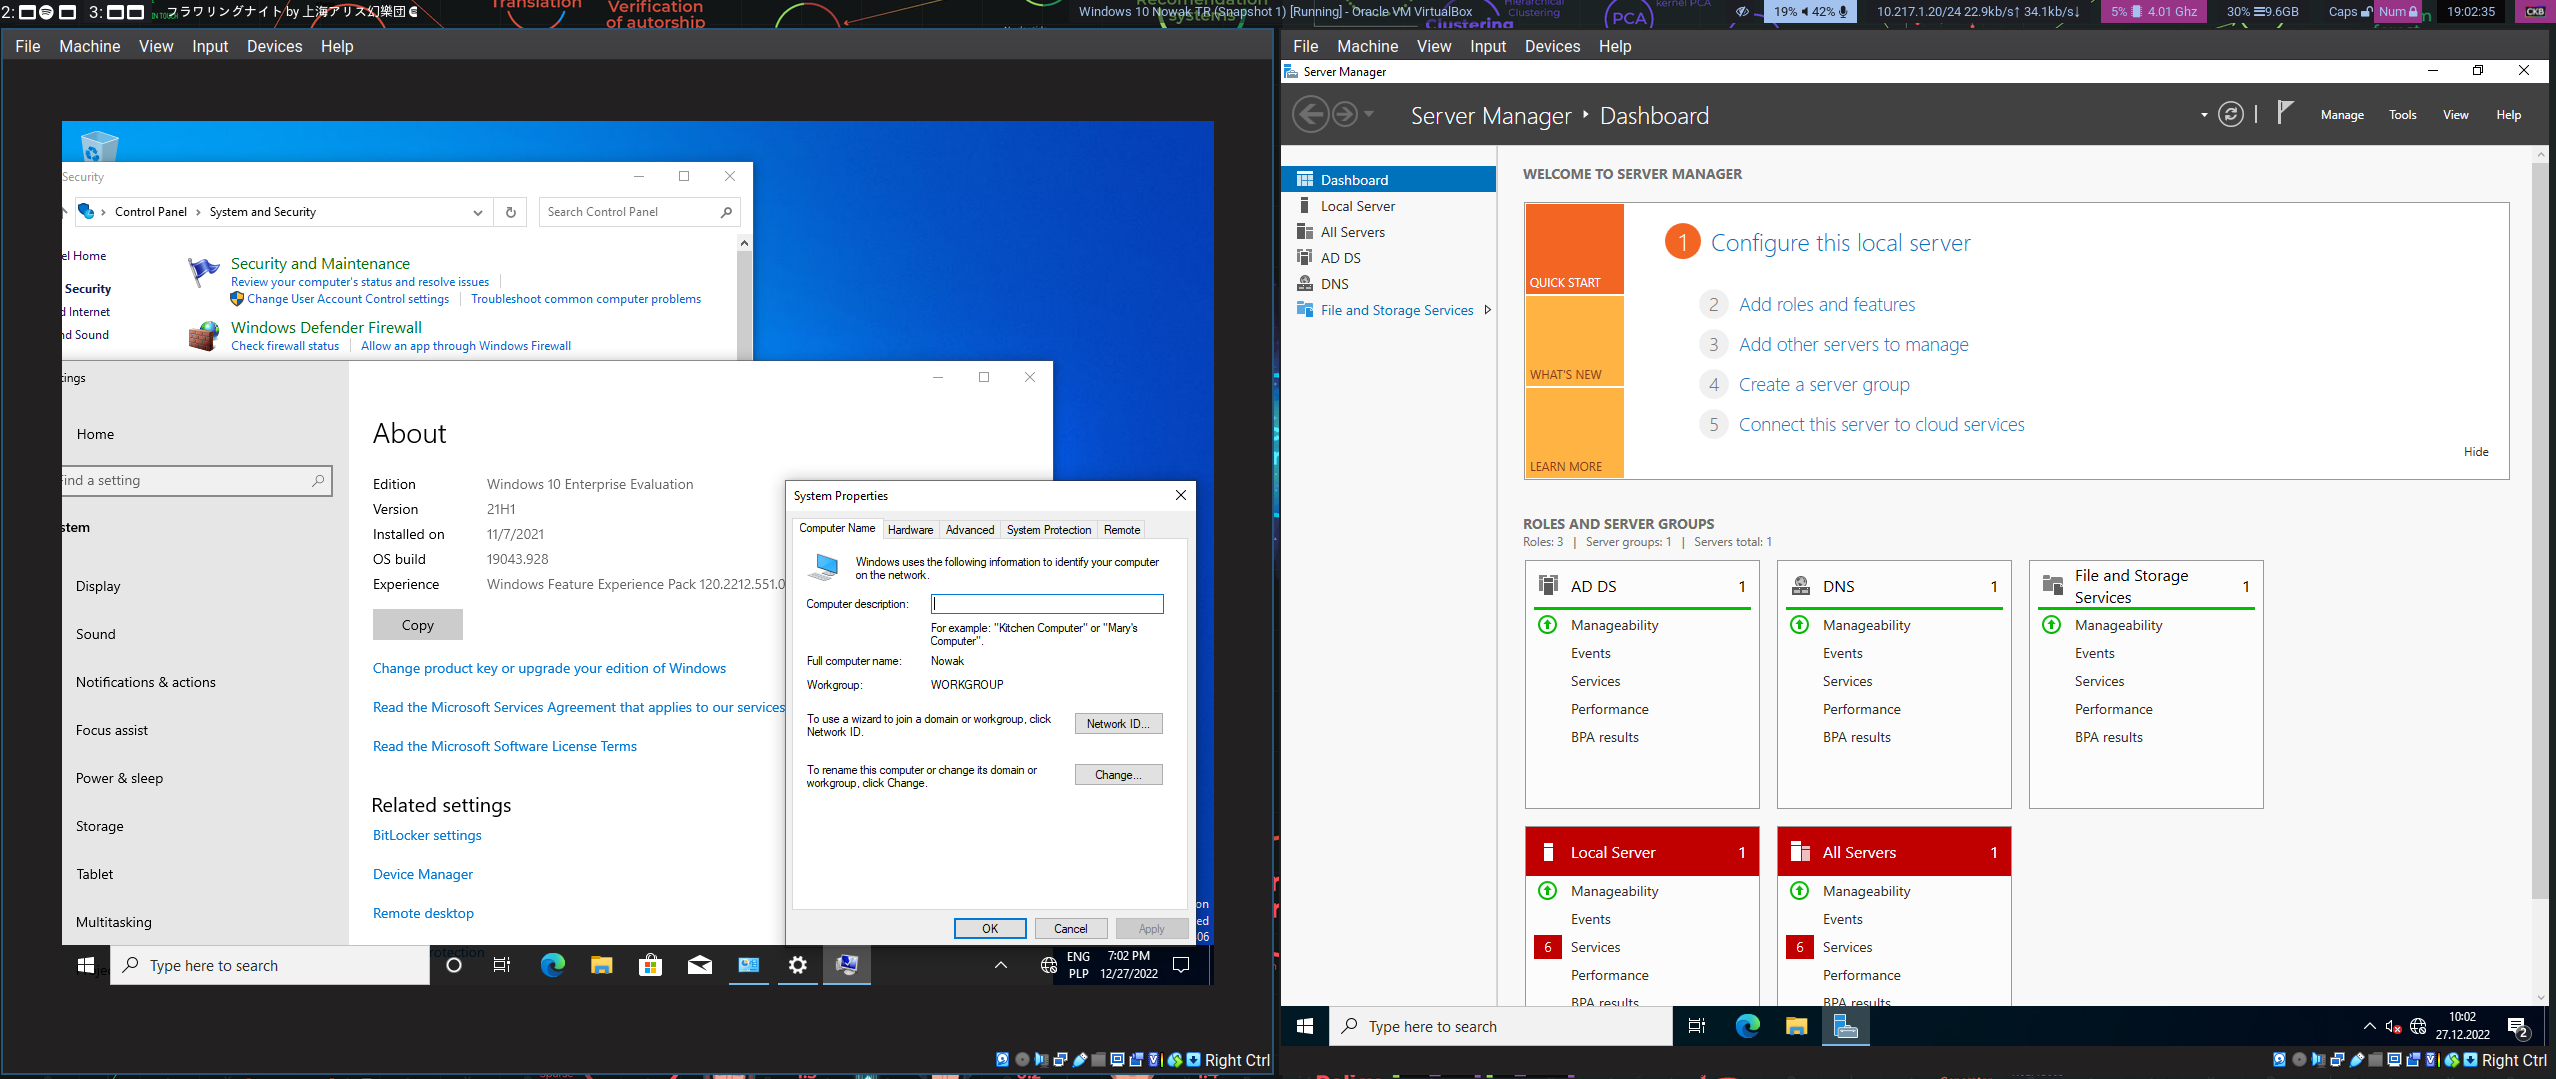 2: 3: IN TOUCH フラワリングナイト by 上海アリス幻樂団
Windows 10 Nowak TR (Snapshot 1) [Running] - Oracle VM VirtualBox
19% 42% 10.217.1.20/24 22.9kb/s↑ 34.1kb/s↓ 5% 4.01 Ghz 30% 9.6GB Caps Num 19:02:35 CKB
Translation
Verification
of autorship
Recomendation
systems
Clustering
Hierarchical
Clustering
PCA
kernel PCA
File Machine View Input Devices Help
Security
Control Panel › System and Security
Search Control Panel
el Home
Security
d Internet
nd Sound
Security and Maintenance
Review your computer's status and resolve issues
Change User Account Control settings Troubleshoot common computer problems
Windows Defender Firewall
Check firewall status Allow an app through Windows Firewall
tings
Home
Find a setting
stem
Display
Sound
Notifications & actions
Focus assist
Power & sleep
Storage
Tablet
Multitasking
About
Edition Windows 10 Enterprise Evaluation
Version 21H1
Installed on 11/7/2021
OS build 19043.928
Experience Windows Feature Experience Pack 120.2212.551.0
Copy
Change product key or upgrade your edition of Windows
Read the Microsoft Services Agreement that applies to our services
Read the Microsoft Software License Terms
Related settings
BitLocker settings
Device Manager
Remote desktop
otection
System Properties
Computer Name Hardware Advanced System Protection Remote
Windows uses the following information to identify your computer
on the network.
Computer description:
For example: "Kitchen Computer" or "Mary's
Computer".
Full computer name: Nowak
Workgroup: WORKGROUP
To use a wizard to join a domain or workgroup, click
Network ID.
Network ID...
To rename this computer or change its domain or
workgroup, click Change.
Change...
OK Cancel Apply
on
ed
06
Type here to search
ENG
PLP
7:02 PM
12/27/2022
Right Ctrl
File Machine View Input Devices Help
Server Manager
Server Manager ‣ Dashboard
Manage Tools View Help
Dashboard
Local Server
All Servers
AD DS
DNS
File and Storage Services
WELCOME TO SERVER MANAGER
QUICK START
WHAT'S NEW
LEARN MORE
1 Configure this local server
2 Add roles and features
3 Add other servers to manage
4 Create a server group
5 Connect this server to cloud services
Hide
ROLES AND SERVER GROUPS
Roles: 3 | Server groups: 1 | Servers total: 1
AD DS 1
Manageability
Events
Services
Performance
BPA results
DNS 1
Manageability
Events
Services
Performance
BPA results
File and Storage
Services 1
Manageability
Events
Services
Performance
BPA results
Local Server 1
Manageability
Events
6 Services
Performance
BPA results
All Servers 1
Manageability
Events
6 Services
Performance
BPA results
Type here to search
10:02
27.12.2022
2
Right Ctrl